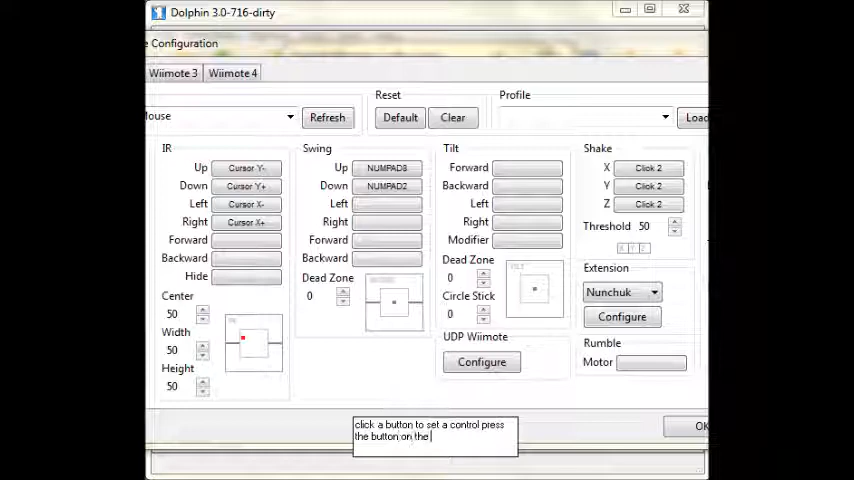 Dolphin 3.0-716-dirty
e Configuration
Wiimote 3 Wiimote 4
Mouse Refresh
Reset
Default Clear
Profile
Load
IR
Up Cursor Y-
Down Cursor Y+
Left Cursor X-
Right Cursor X+
Forward
Backward
Hide
Center
50
Width
50
Height
50
Swing
Up NUMPAD8
Down NUMPAD2
Left
Right
Forward
Backward
Dead Zone
0
Tilt
Forward
Backward
Left
Right
Modifier
Dead Zone
0
Circle Stick
0
UDP Wiimote
Configure
Shake
X Click 2
Y Click 2
Z Click 2
Threshold 50
X Y Z
Extension
Nunchuk
Configure
Rumble
Motor
OK
click a button to set a control press
the button on the